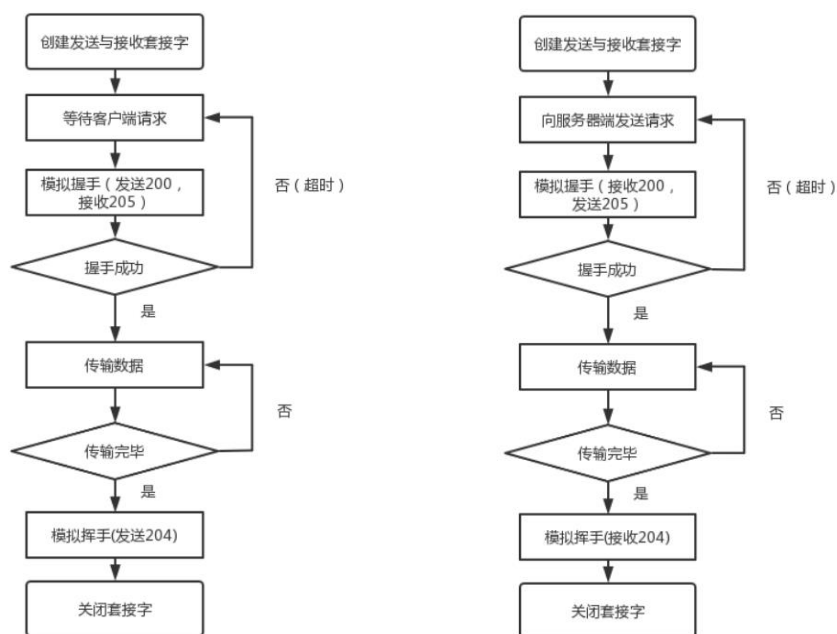 创建发送与接收套接字
等待客户端请求
模拟握手（发送200，
接收205）
否（超时）
握手成功
是
传输数据
否
传输完毕
是
模拟挥手(发送204)
关闭套接字
创建发送与接收套接字
向服务器端发送请求
模拟握手（接收200，
发送205）
否（超时）
握手成功
是
传输数据
否
传输完毕
是
模拟挥手(接收204)
关闭套接字